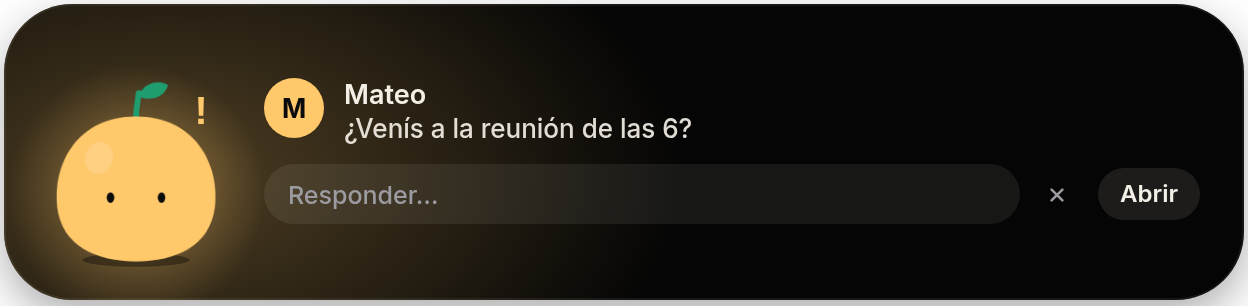 !
M
Mateo
¿Venís a la reunión de las 6?
Responder...
× Abrir